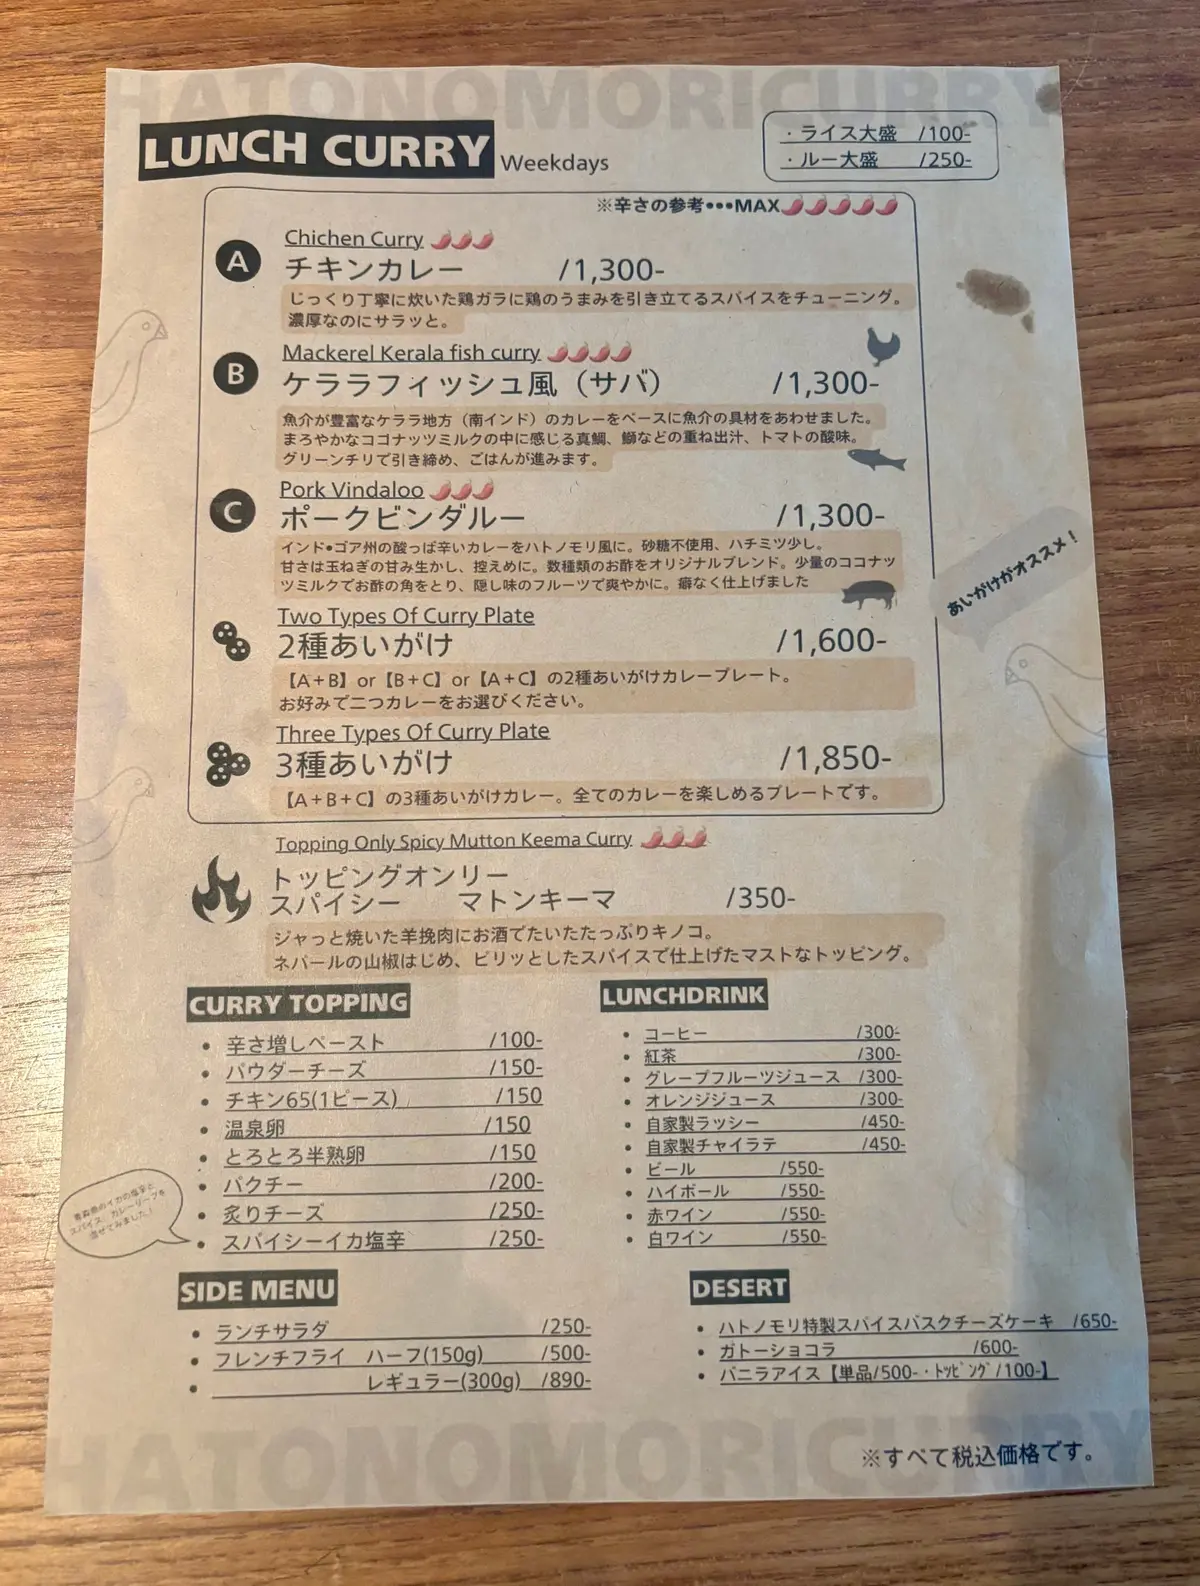 HATONOMORICURRY
LUNCH CURRY Weekdays
・ライス大盛 /100-
・ルー大盛 /250-
※辛さの参考•••MAX
A
Chichen Curry
チキンカレー /1,300-
じっくり丁寧に炊いた鶏ガラに鶏のうまみを引き立てるスパイスをチューニング。
濃厚なのにサラッと。
B
Mackerel Kerala fish curry
ケララフィッシュ風（サバ） /1,300-
魚介が豊富なケララ地方（南インド）のカレーをベースに魚介の具材をあわせました。
まろやかなココナッツミルクの中に感じる真鯛、鰤などの重ね出汁、トマトの酸味。
グリーンチリで引き締め、ごはんが進みます。
C
Pork Vindaloo
ポークビンダルー /1,300-
インド•ゴア州の酸っぱ辛いカレーをハトノモリ風に。砂糖不使用、ハチミツ少し。
甘さは玉ねぎの甘み生かし、控えめに。数種類のお酢をオリジナルブレンド。少量のココナッ
ツミルクでお酢の角をとり、隠し味のフルーツで爽やかに。癖なく仕上げました
あいがけがオススメ！
Two Types Of Curry Plate
2種あいがけ /1,600-
【A+B】or【B+C】or【A+C】の2種あいがけカレープレート。
お好みで二つカレーをお選びください。
Three Types Of Curry Plate
3種あいがけ /1,850-
【A+B+C】の3種あいがけカレー。全てのカレーを楽しめるプレートです。
Topping Only Spicy Mutton Keema Curry
トッピングオンリー
スパイシー マトンキーマ /350-
ジャっと焼いた羊挽肉にお酒でたいたたっぷりキノコ。
ネパールの山椒はじめ、ピリッとしたスパイスで仕上げたマストなトッピング。
CURRY TOPPING
• 辛さ増しペースト /100-
• パウダーチーズ /150-
• チキン65(1ピース) /150
• 温泉卵 /150
• とろとろ半熟卵 /150
• パクチー /200-
• 炙りチーズ /250-
• スパイシーイカ塩辛 /250-
青森県のイカの塩辛と
スパイス、カレーリーフを
混ぜてみました！
LUNCHDRINK
• コーヒー /300-
• 紅茶 /300-
• グレープフルーツジュース /300-
• オレンジジュース /300-
• 自家製ラッシー /450-
• 自家製チャイラテ /450-
• ビール /550-
• ハイボール /550-
• 赤ワイン /550-
• 白ワイン /550-
SIDE MENU
• ランチサラダ /250-
• フレンチフライ ハーフ(150g) /500-
• レギュラー(300g) /890-
DESERT
• ハトノモリ特製スパイスバスクチーズケーキ /650-
• ガトーショコラ /600-
• バニラアイス【単品/500-・ﾄｯﾋﾟﾝｸﾞ/100-】
※すべて税込価格です。
HATONOMORICURRY